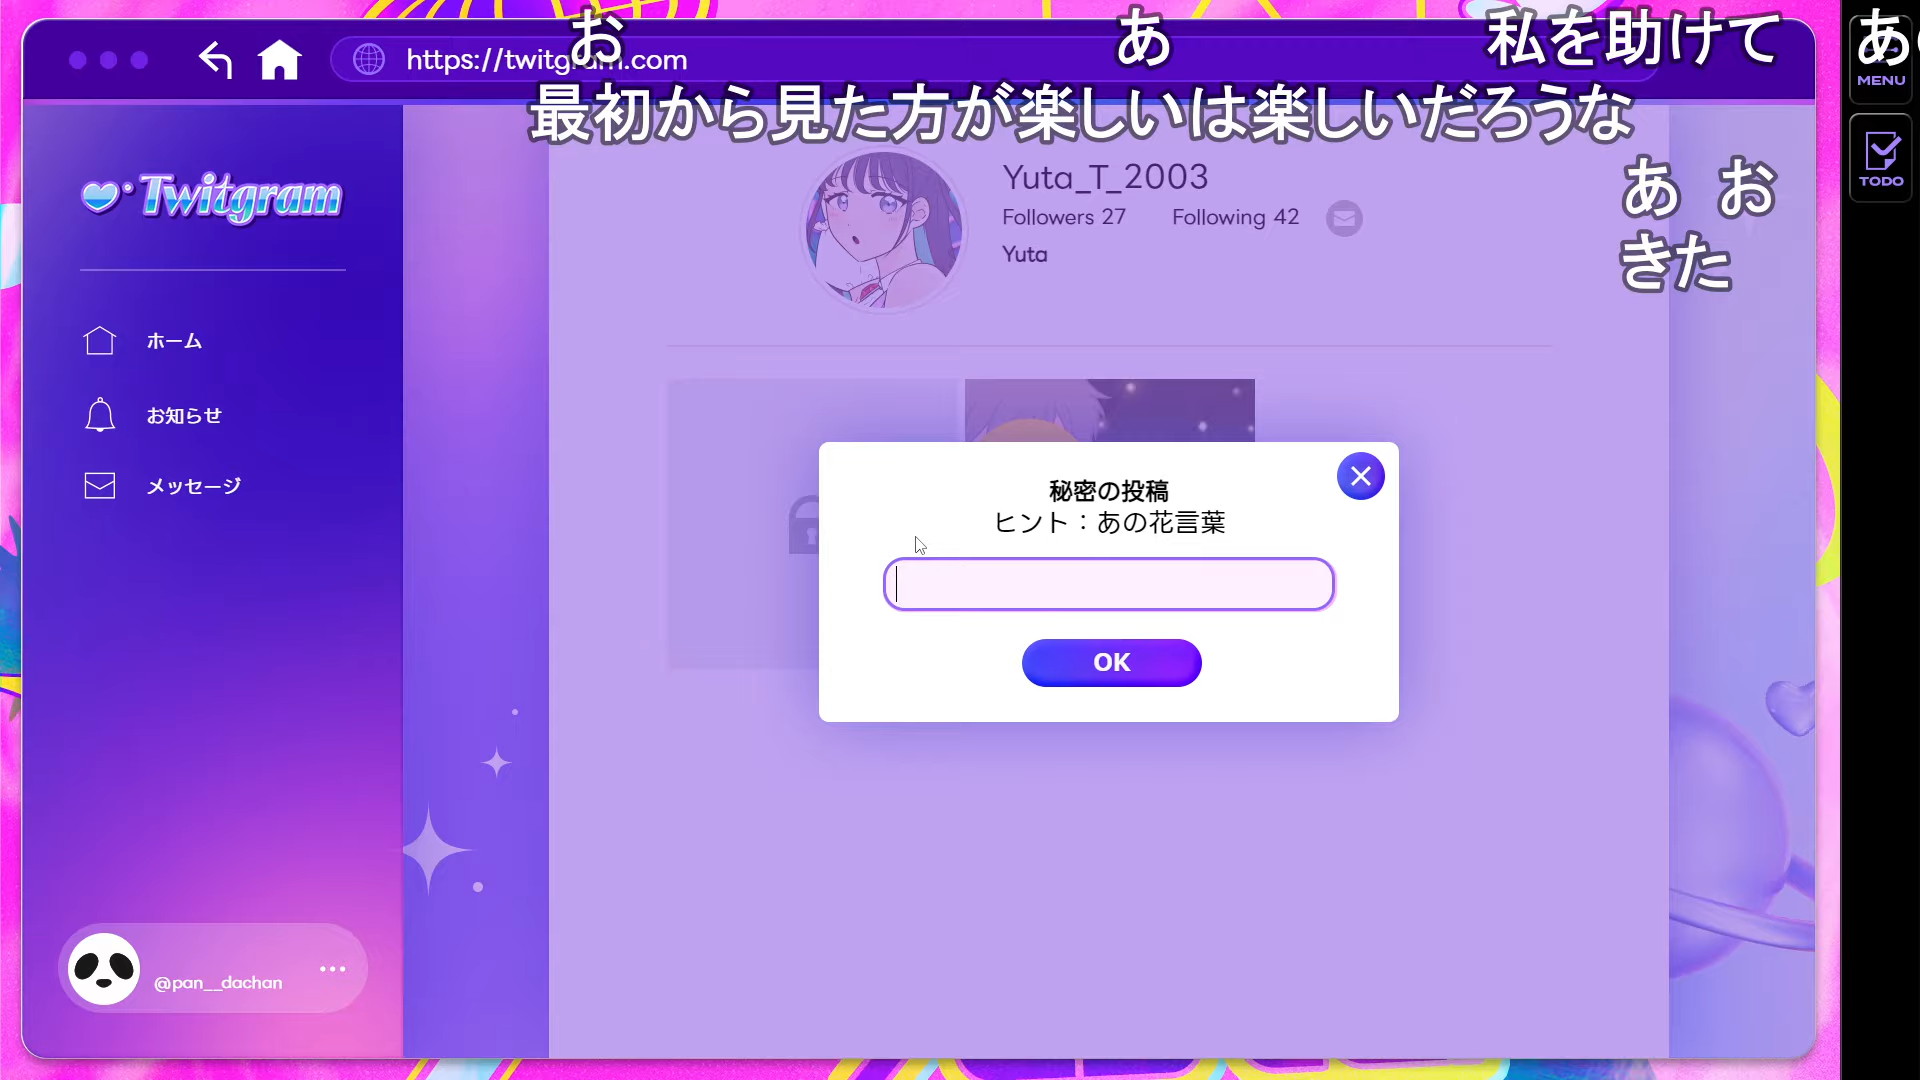 お
あ
私を助けて
あ
https://twitgram.com
MENU
最初から見た方が楽しいは楽しいだろうな
Twitgram
Yuta_T_2003
Followers 27
Following 42
Yuta
あ
お
TODO
きた
ホーム
お知らせ
メッセージ
秘密の投稿
ヒント：あの花言葉
OK
@pan__dachan